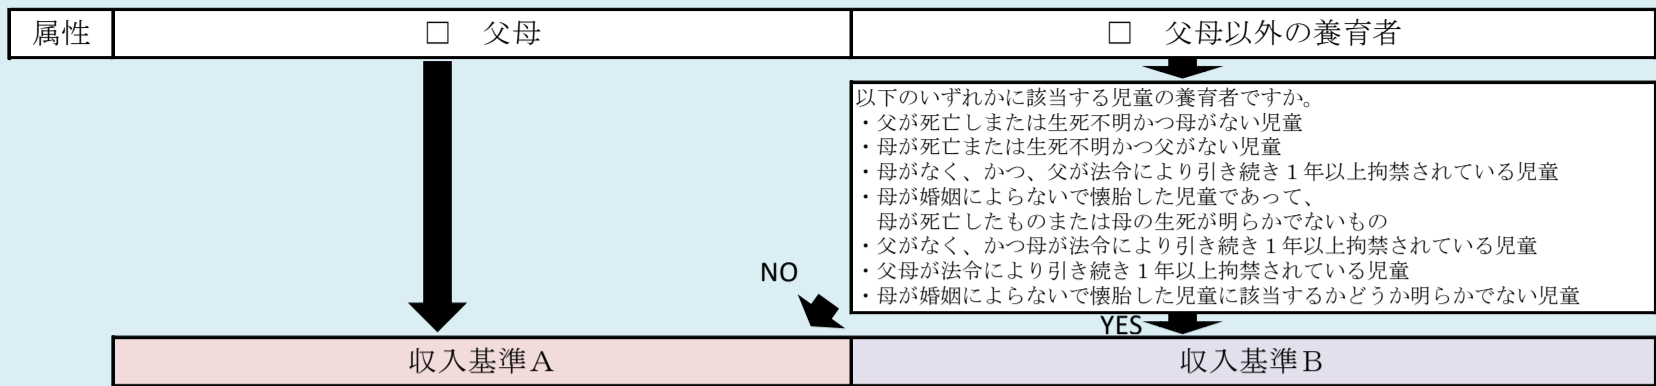 属性
□ 父母
□ 父母以外の養育者
以下のいずれかに該当する児童の養育者ですか。
・父が死亡しまたは生死不明かつ母がない児童
・母が死亡または生死不明かつ父がない児童
・母がなく、かつ、父が法令により引き続き１年以上拘禁されている児童
・母が婚姻によらないで懐胎した児童であって、
母が死亡したものまたは母の生死が明らかでないもの
・父がなく、かつ母が法令により引き続き１年以上拘禁されている児童
・父母が法令により引き続き１年以上拘禁されている児童
・母が婚姻によらないで懐胎した児童に該当するかどうか明らかでない児童
NO
YES
収入基準Ａ
収入基準Ｂ